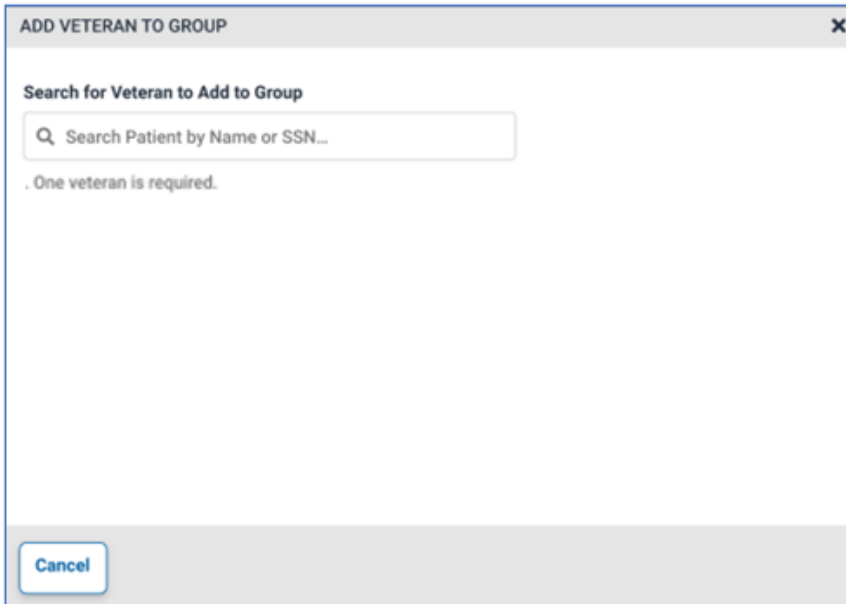 ADD VETERAN TO GROUP
Search for Veteran to Add to Group
Search Patient by Name or SSN...
. One veteran is required.
Cancel